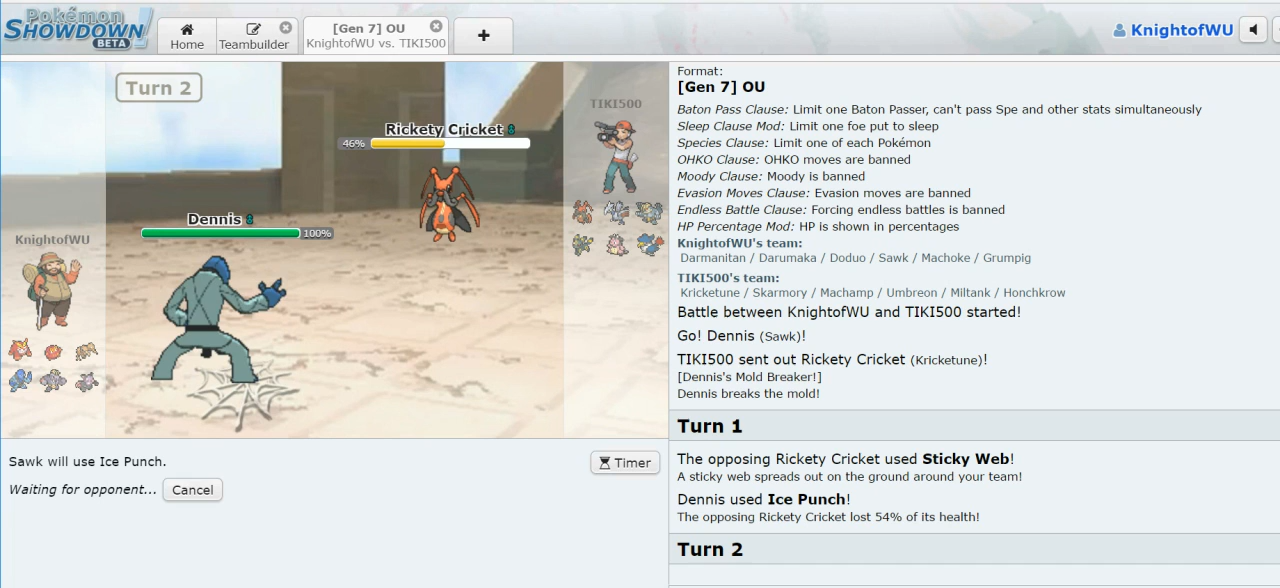 Pokémon
SHOWDOWN!
BETA
Home
Teambuilder
[Gen 7] OU
KnightofWU vs. TIKI500
+
KnightofWU
Turn 2
TIKI500
Rickety Cricket
46%
Dennis
100%
KnightofWU
Sawk will use Ice Punch.
Timer
Waiting for opponent... Cancel
Format:
[Gen 7] OU
Baton Pass Clause: Limit one Baton Passer, can't pass Spe and other stats simultaneously
Sleep Clause Mod: Limit one foe put to sleep
Species Clause: Limit one of each Pokémon
OHKO Clause: OHKO moves are banned
Moody Clause: Moody is banned
Evasion Moves Clause: Evasion moves are banned
Endless Battle Clause: Forcing endless battles is banned
HP Percentage Mod: HP is shown in percentages
KnightofWU's team:
Darmanitan / Darumaka / Doduo / Sawk / Machoke / Grumpig
TIKI500's team:
Kricketune / Skarmory / Machamp / Umbreon / Miltank / Honchkrow
Battle between KnightofWU and TIKI500 started!
Go! Dennis (Sawk)!
TIKI500 sent out Rickety Cricket (Kricketune)!
[Dennis's Mold Breaker!]
Dennis breaks the mold!
Turn 1
The opposing Rickety Cricket used Sticky Web!
A sticky web spreads out on the ground around your team!
Dennis used Ice Punch!
The opposing Rickety Cricket lost 54% of its health!
Turn 2